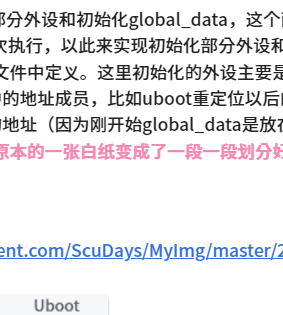 部分外设和初始化global_data，这个
次执行，以此来实现初始化部分外设和
文件中定义。这里初始化的外设主要是
中的地址成员，比如uboot重定位以后
的地址（因为刚开始global_data是放在
原本的一张白纸变成了一段一段划分好
ent.com/ScuDays/MyImg/master/2
Uboot